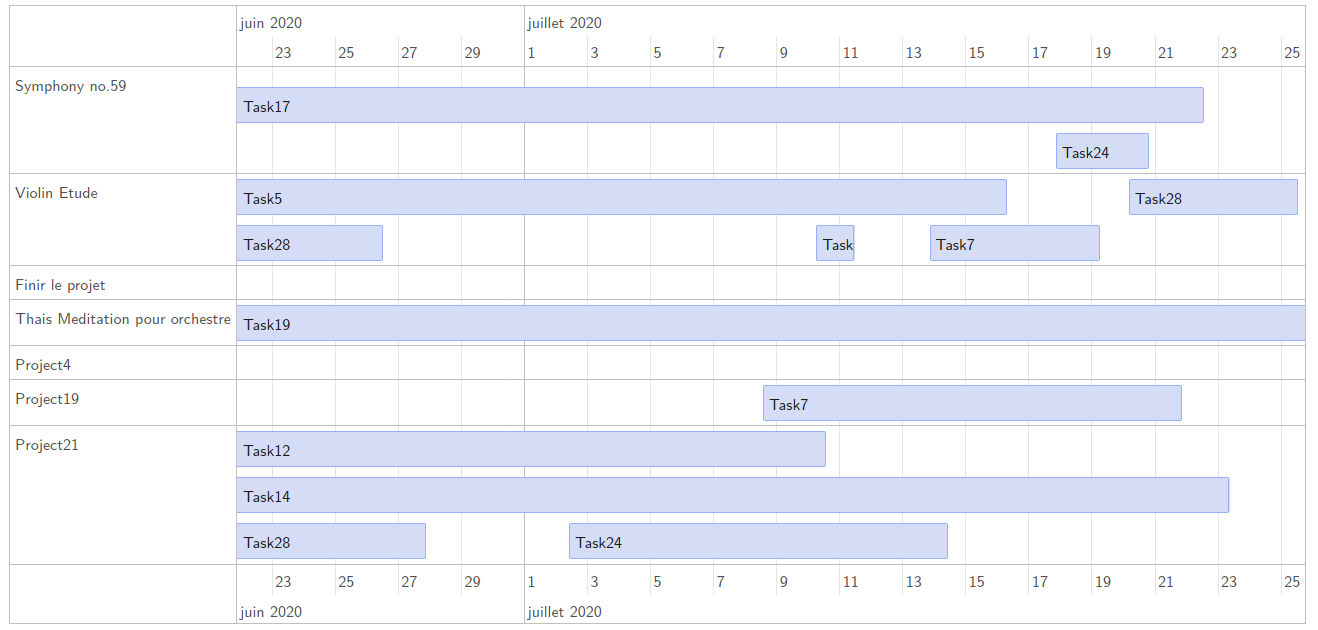 juin 2020 juillet 2020
23 25 27 29 1 3 5 7 9 11 13 15 17 19 21 23 25
Symphony no.59
Task17
Task24
Violin Etude
Task5 Task28
Task28 Task Task7
Finir le projet
Thais Meditation pour orchestre
Task19
Project4
Project19
Task7
Project21
Task12
Task14
Task28 Task24
23 25 27 29 1 3 5 7 9 11 13 15 17 19 21 23 25
juin 2020 juillet 2020